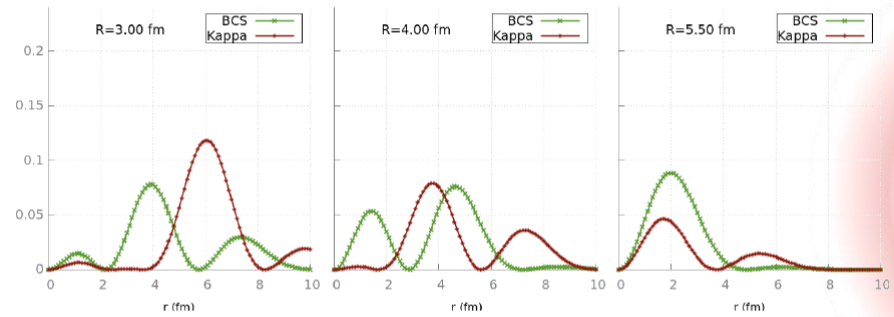 R=3.00 fm
BCS
Kappa
R=4.00 fm
BCS
Kappa
R=5.50 fm
BCS
Kappa
0.2
0.15
0.1
0.05
0
0 2 4 6 8 10
0 2 4 6 8 10
0 2 4 6 8 10
r (fm)
r (fm)
r (fm)